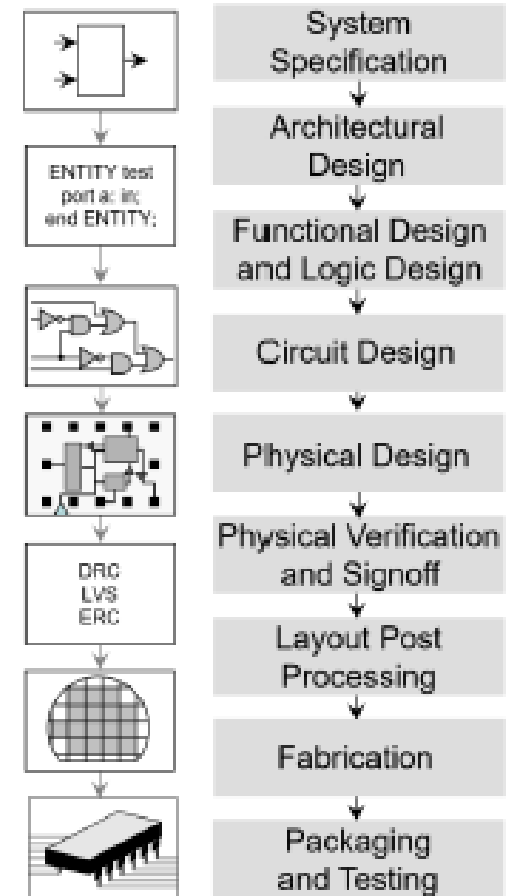 System
Specification
Architectural
Design
ENTITY test
port a: in;
end ENTITY;
Functional Design
and Logic Design
Circuit Design
Physical Design
DRC
LVS
ERC
Physical Verification
and Signoff
Layout Post
Processing
Fabrication
Packaging
and Testing